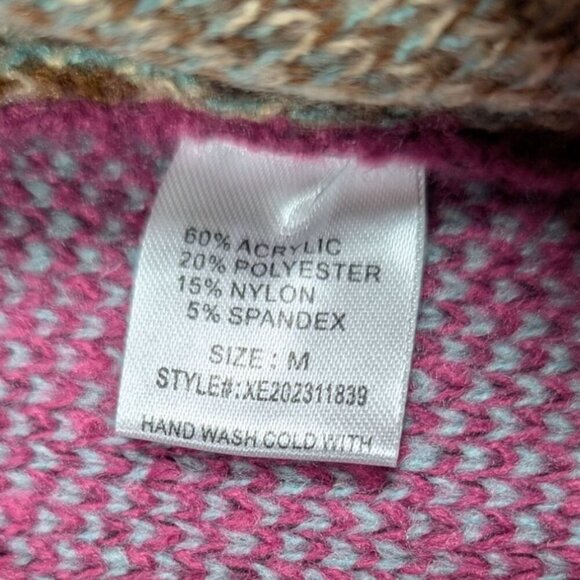 60% ACRYLIC
20% POLYESTER
15% NYLON
5% SPANDEX
SIZE : M
STYLE#:XE202311839
HAND WASH COLD WITH